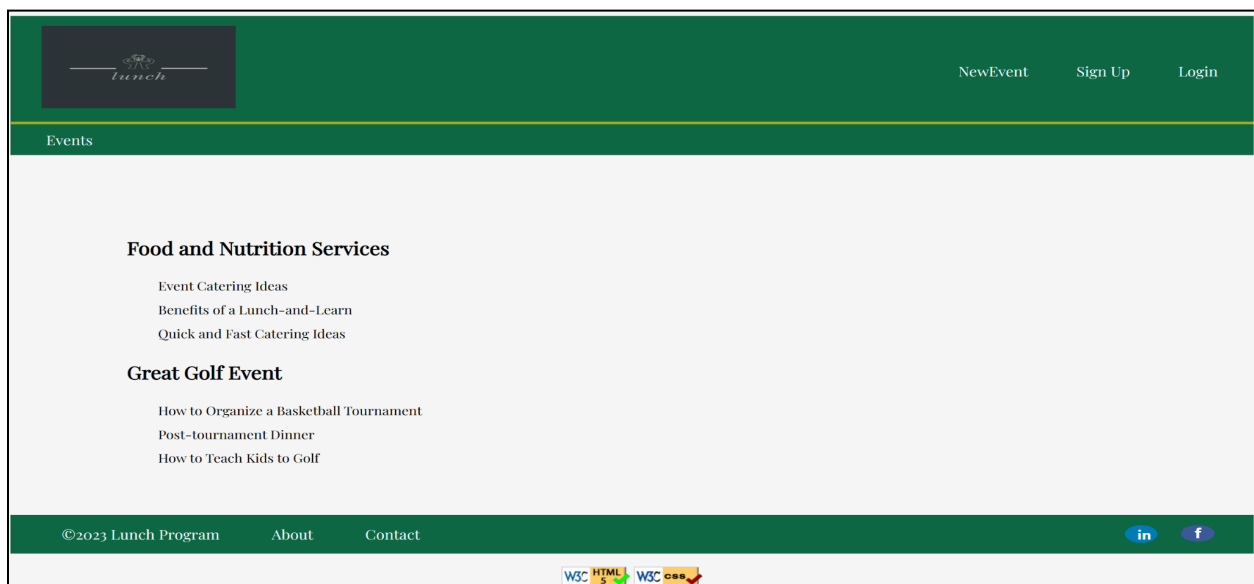 lunch
NewEvent Sign Up Login
Events
Food and Nutrition Services
Event Catering Ideas
Benefits of a Lunch-and-Learn
Quick and Fast Catering Ideas
Great Golf Event
How to Organize a Basketball Tournament
Post-tournament Dinner
How to Teach Kids to Golf
©2023 Lunch Program About Contact in f
W3C HTML 5 W3C css